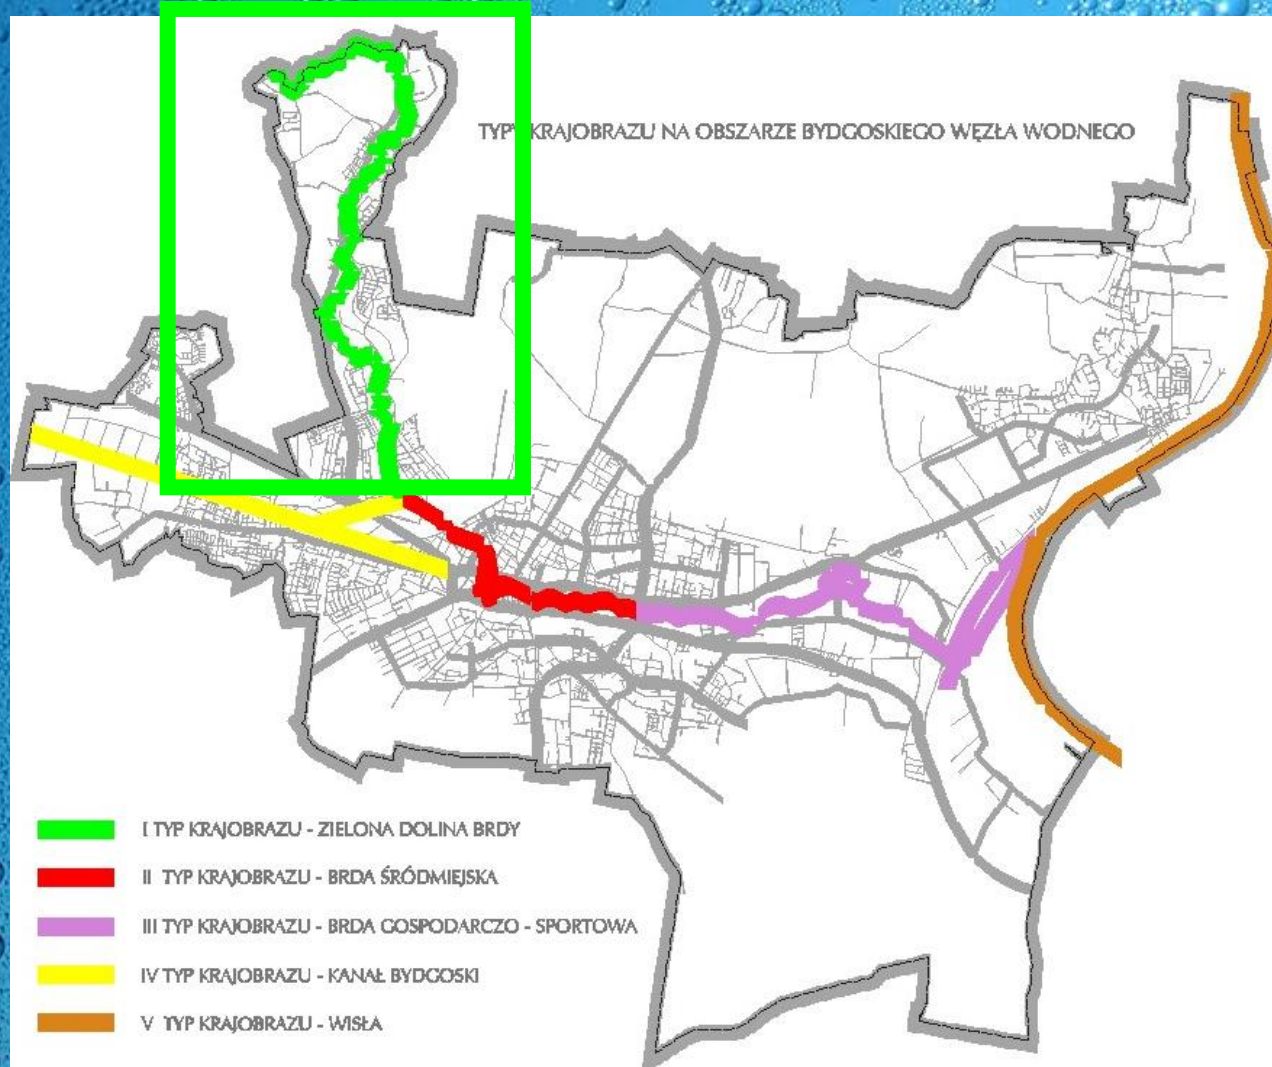 TYPY KRAJOBRAZU NA OBSZARZE BYDGOSKIEGO WĘZŁA WODNEGO
I TYP KRAJOBRAZU - ZIELONA DOLINA BRDY
II TYP KRAJOBRAZU - BRDA ŚRÓDMIEJSKA
III TYP KRAJOBRAZU - BRDA GOSPODARCZO - SPORTOWA
IV TYP KRAJOBRAZU - KANAŁ BYDGOSKI
V TYP KRAJOBRAZU - WISŁA